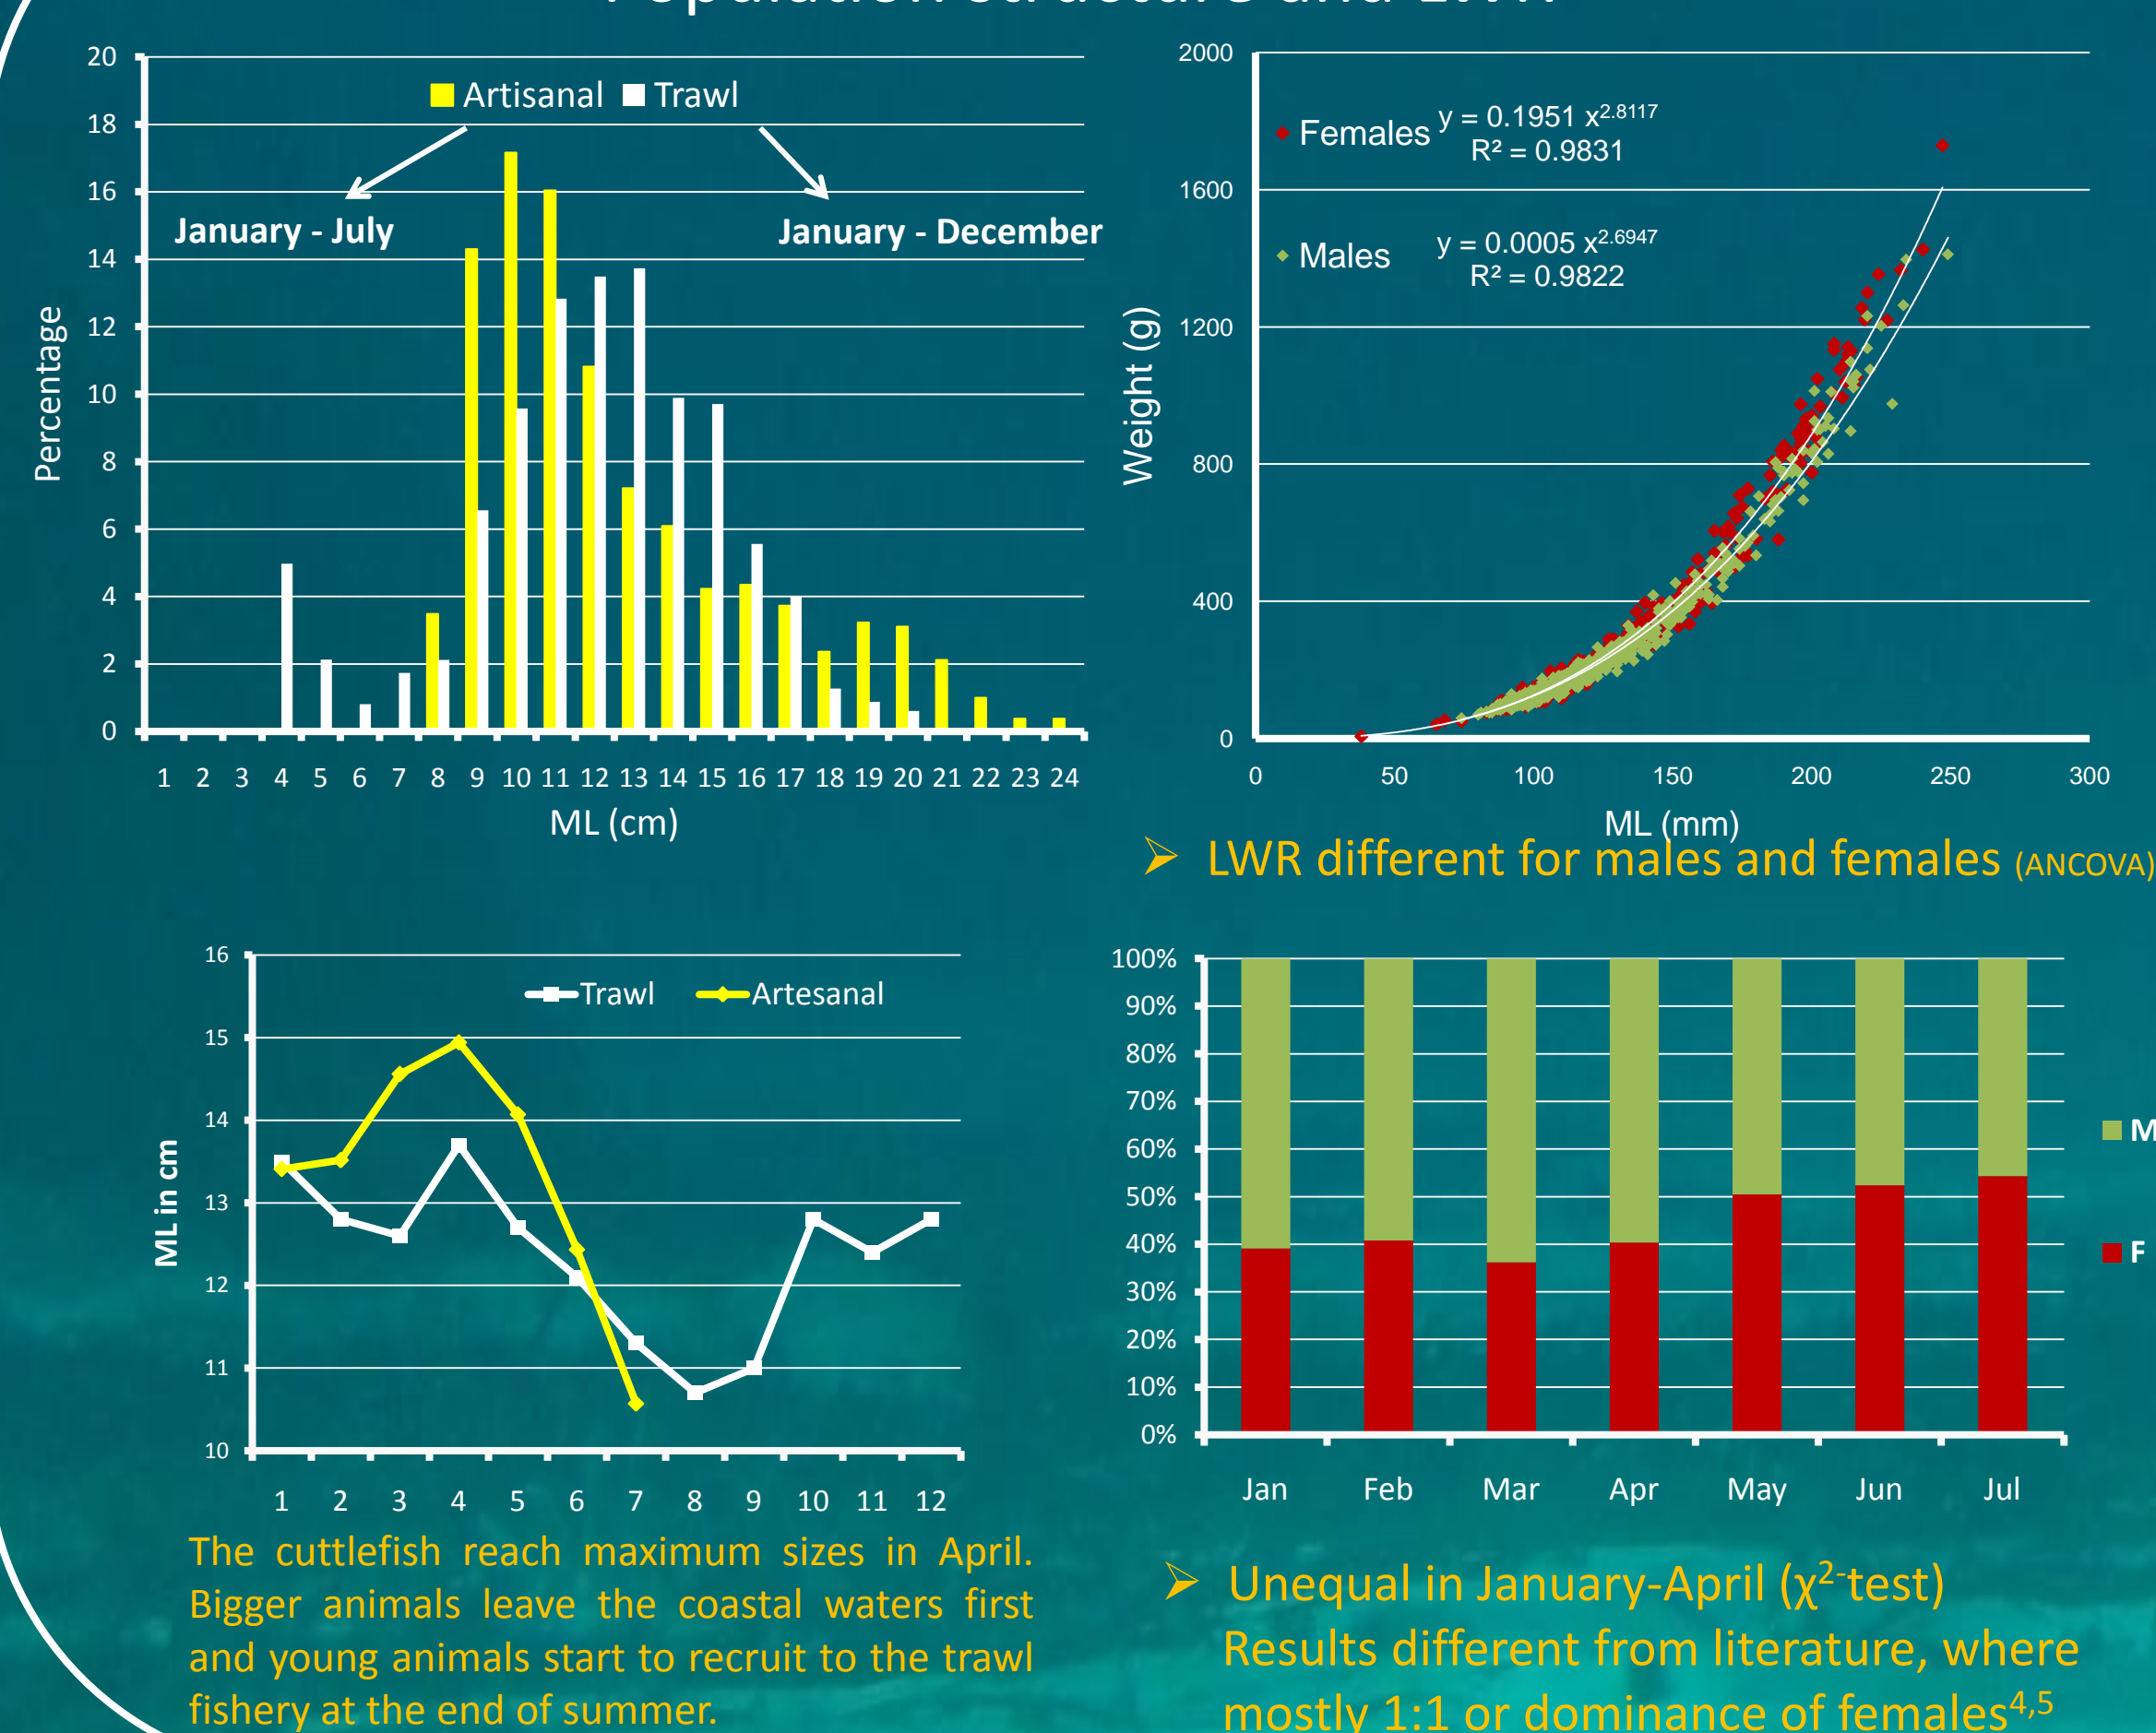 Population structure and LWR
20
18
16
14
12
10
8
6
4
2
0
Percentage
Artisanal Trawl
January - July
January - December
1 2 3 4 5 6 7 8 9 10 11 12 13 14 15 16 17 18 19 20 21 22 23 24
ML (cm)
2000
1600
1200
800
400
0
Weight (g)
Females y = 0.1951 x^2.8117
R² = 0.9831
Males y = 0.0005 x^2.6947
R² = 0.9822
0 50 100 150 200 250 300
ML (mm)
➢ LWR different for males and females (ANCOVA)
16
15
14
13
12
11
10
ML in cm
Trawl Artesanal
1 2 3 4 5 6 7 8 9 10 11 12
The cuttlefish reach maximum sizes in April.
Bigger animals leave the coastal waters first
and young animals start to recruit to the trawl
fishery at the end of summer.
100%
90%
80%
70%
60%
50%
40%
30%
20%
10%
0%
M
F
Jan Feb Mar Apr May Jun Jul
➢ Unequal in January-April (χ²⁻test)
Results different from literature, where
mostly 1:1 or dominance of females⁴,⁵